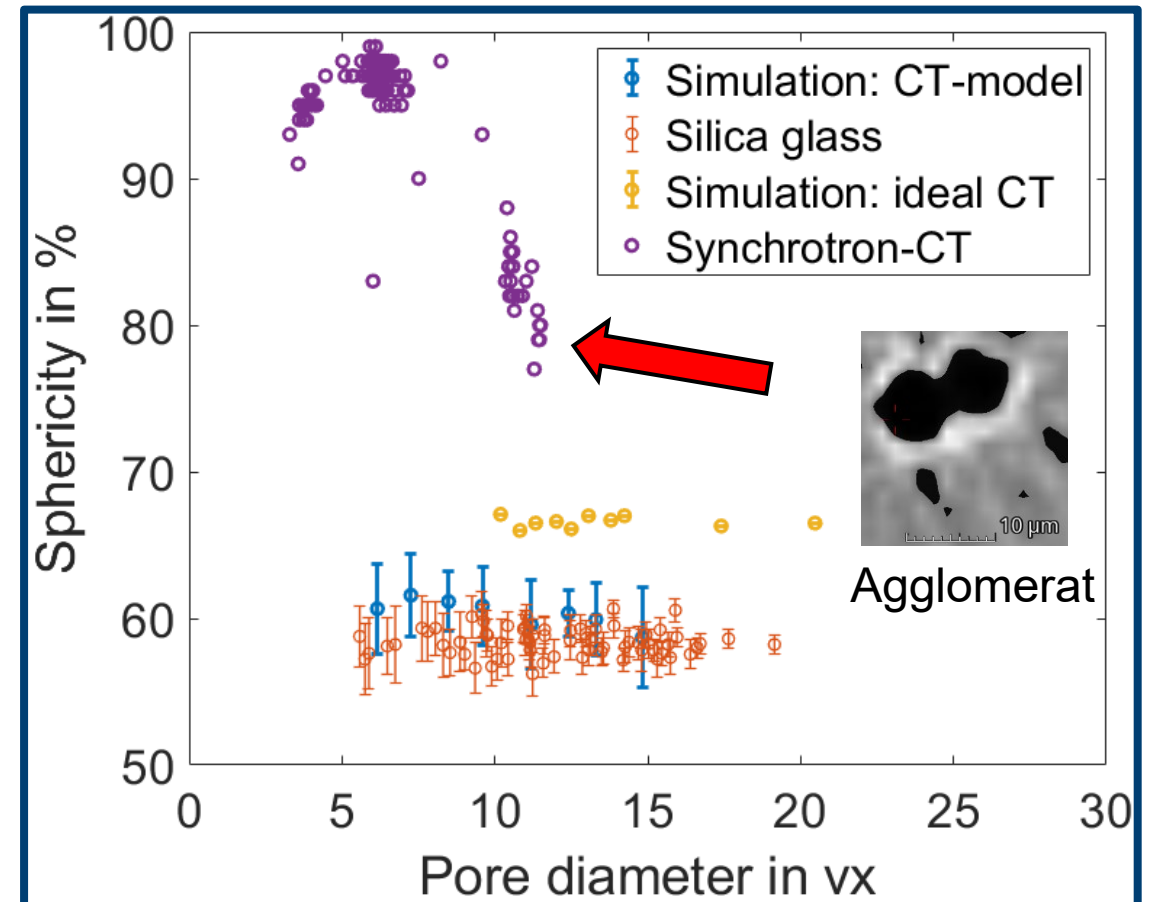 100
90
80
70
60
50
0 5 10 15 20 25 30
Sphericity in %
Pore diameter in vx
Simulation: CT-model
Silica glass
Simulation: ideal CT
Synchrotron-CT
10 µm
Agglomerat